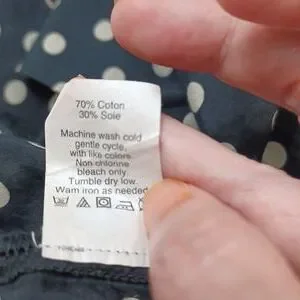 70% Coton
30% Soie
Machine wash cold
gentle cycle,
with like colors.
Non chlorine
bleach only.
Tumble dry low.
Warm iron as needed